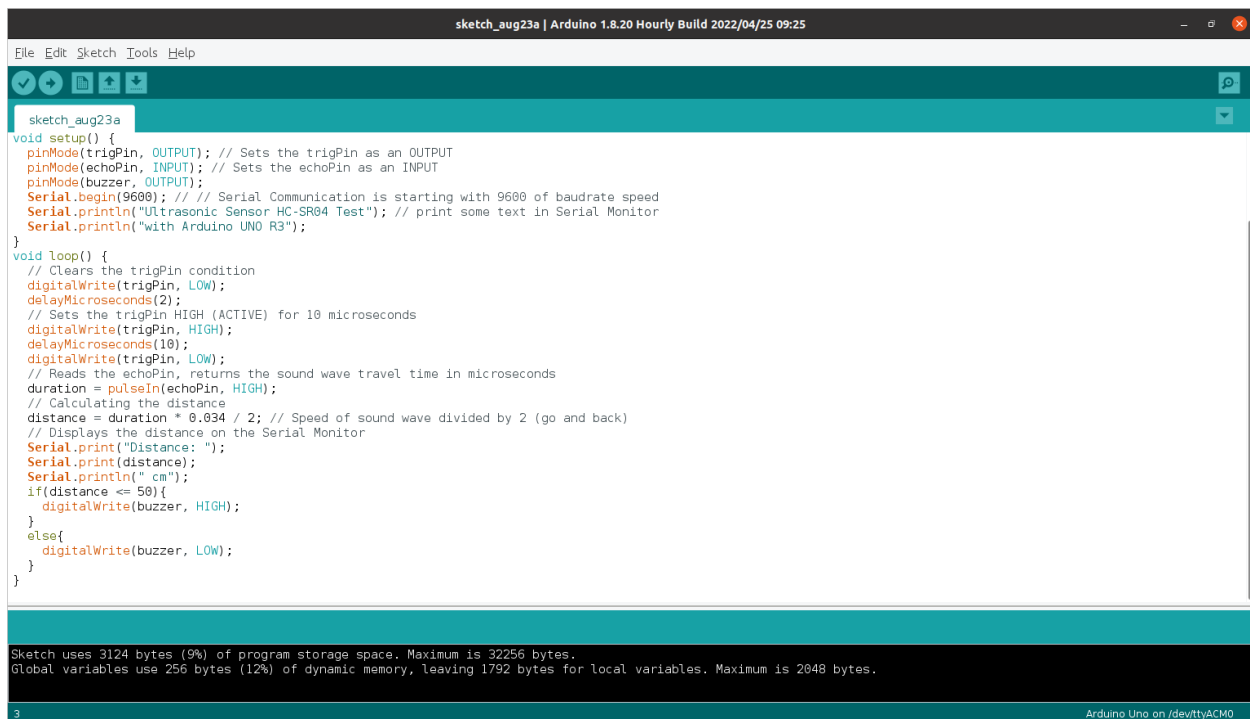 sketch_aug23a | Arduino 1.8.20 Hourly Build 2022/04/25 09:25
File Edit Sketch Tools Help
sketch_aug23a
void setup() {
  pinMode(trigPin, OUTPUT); // Sets the trigPin as an OUTPUT
  pinMode(echoPin, INPUT); // Sets the echoPin as an INPUT
  pinMode(buzzer, OUTPUT);
  Serial.begin(9600); // // Serial Communication is starting with 9600 of baudrate speed
  Serial.println("Ultrasonic Sensor HC-SR04 Test"); // print some text in Serial Monitor
  Serial.println("with Arduino UNO R3");
}
void loop() {
  // Clears the trigPin condition
  digitalWrite(trigPin, LOW);
  delayMicroseconds(2);
  // Sets the trigPin HIGH (ACTIVE) for 10 microseconds
  digitalWrite(trigPin, HIGH);
  delayMicroseconds(10);
  digitalWrite(trigPin, LOW);
  // Reads the echoPin, returns the sound wave travel time in microseconds
  duration = pulseIn(echoPin, HIGH);
  // Calculating the distance
  distance = duration * 0.034 / 2; // Speed of sound wave divided by 2 (go and back)
  // Displays the distance on the Serial Monitor
  Serial.print("Distance: ");
  Serial.print(distance);
  Serial.println(" cm");
  if(distance <= 50){
    digitalWrite(buzzer, HIGH);
  }
  else{
    digitalWrite(buzzer, LOW);
  }
}
Sketch uses 3124 bytes (9%) of program storage space. Maximum is 32256 bytes.
Global variables use 256 bytes (12%) of dynamic memory, leaving 1792 bytes for local variables. Maximum is 2048 bytes.
3 Arduino Uno on /dev/ttyACM0